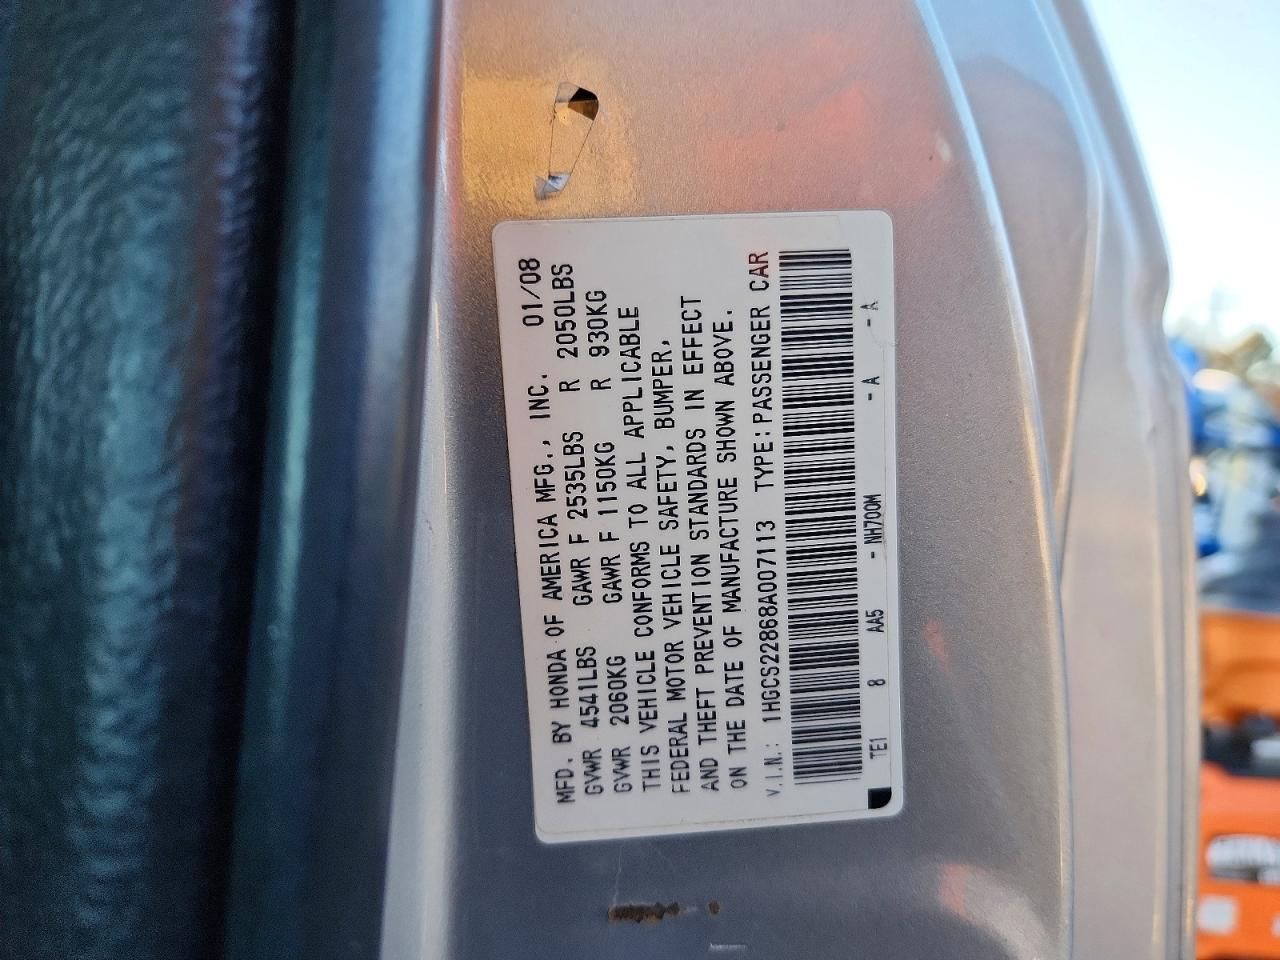 MFD. BY HONDA OF AMERICA MFG., INC. 01/08
GVWR 4541LBS GAWR F 2535LBS R 2050LBS
GVWR 2060KG GAWR F 1150KG R 930KG
THIS VEHICLE CONFORMS TO ALL APPLICABLE
FEDERAL MOTOR VEHICLE SAFETY, BUMPER,
AND THEFT PREVENTION STANDARDS IN EFFECT
ON THE DATE OF MANUFACTURE SHOWN ABOVE.
V.I.N.: 1HGCS22868A007113 TYPE:PASSENGER CAR
TE1 8 AA5 - NH700M - A - A